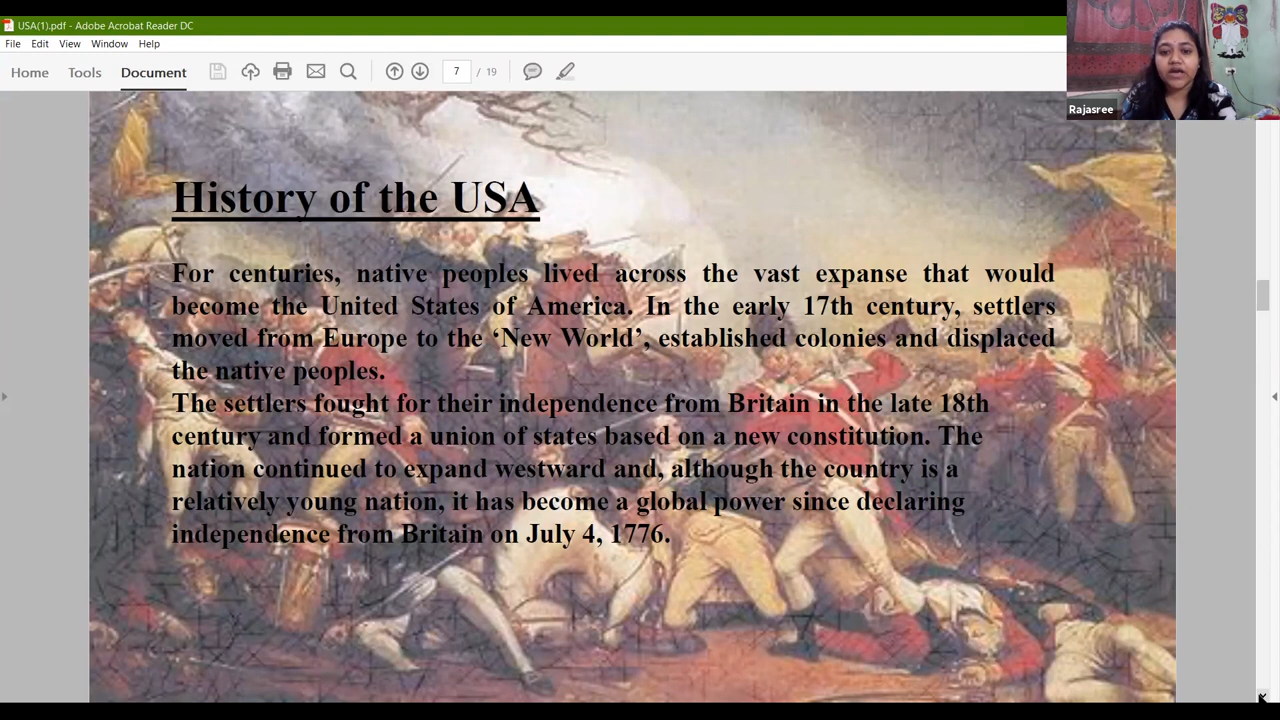 USA(1).pdf - Adobe Acrobat Reader DC
File Edit View Window Help
Home Tools Document 7 / 19
Rajasree
History of the USA
For centuries, native peoples lived across the vast expanse that would
become the United States of America. In the early 17th century, settlers
moved from Europe to the ‘New World’, established colonies and displaced
the native peoples.
The settlers fought for their independence from Britain in the late 18th
century and formed a union of states based on a new constitution. The
nation continued to expand westward and, although the country is a
relatively young nation, it has become a global power since declaring
independence from Britain on July 4, 1776.